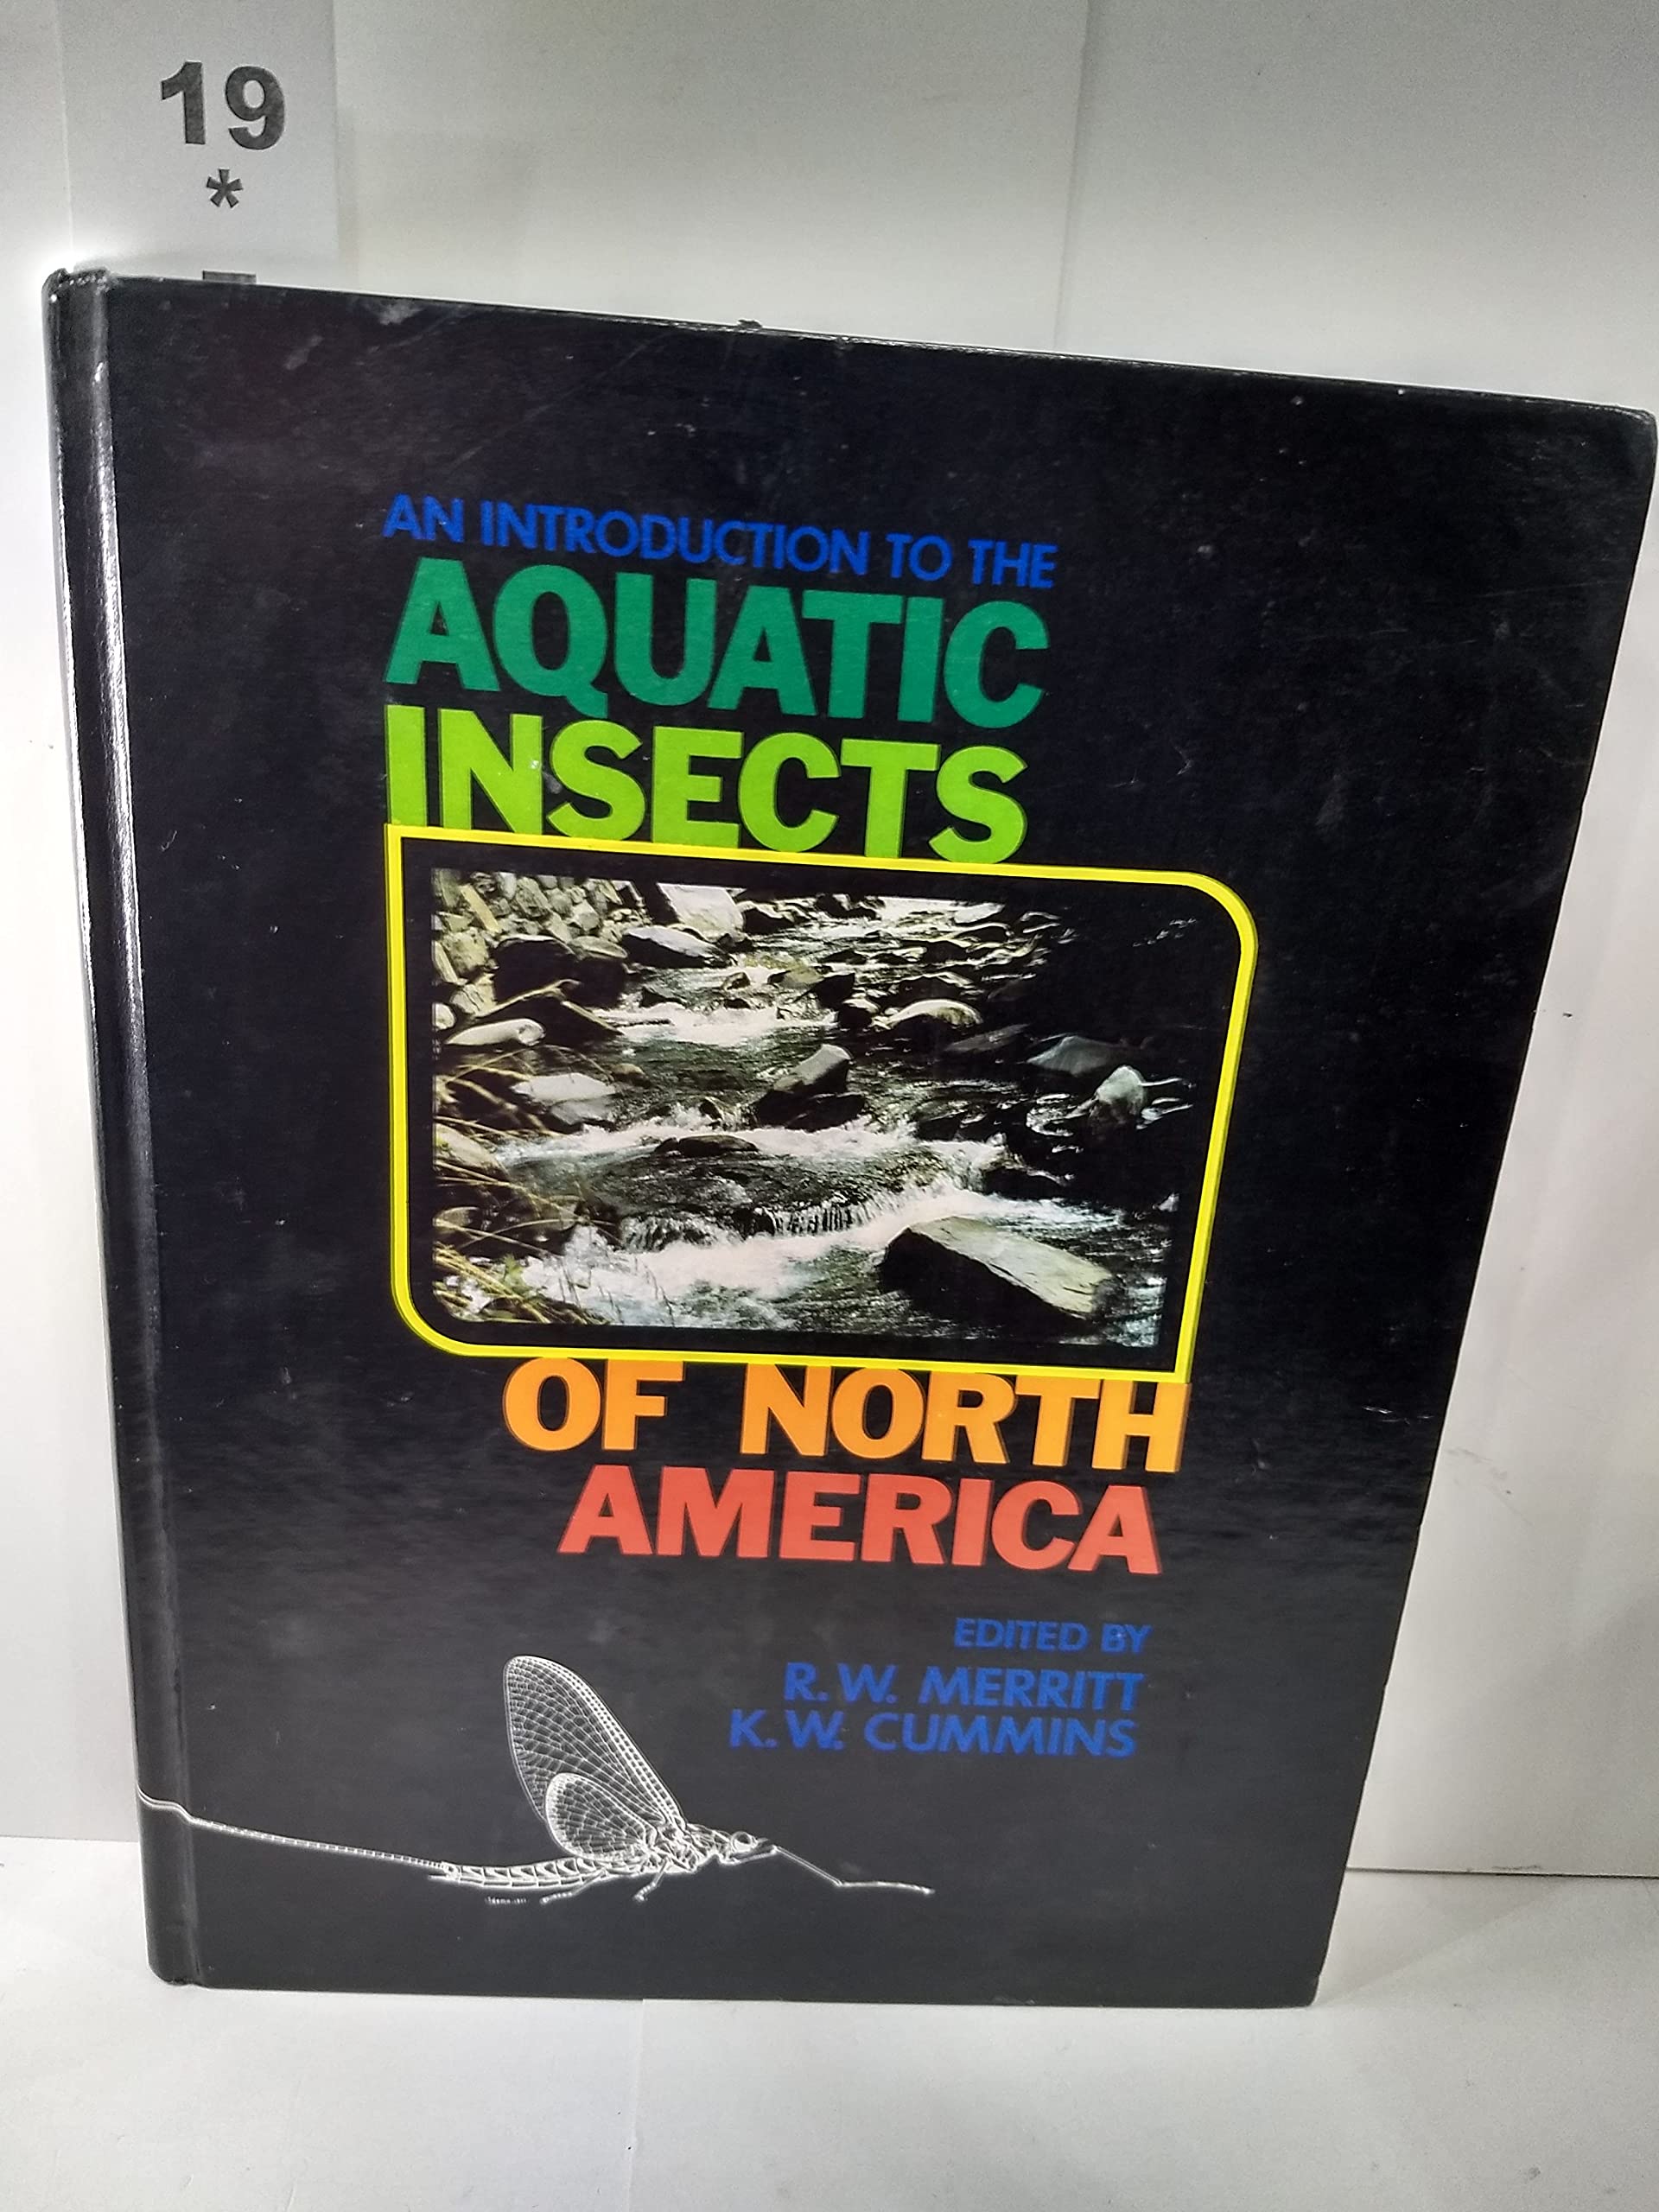 19
*
AN INTRODUCTION TO THE
AQUATIC
INSECTS
OF NORTH
AMERICA
EDITED BY
R. W. MERRITT
K. W. CUMMINS